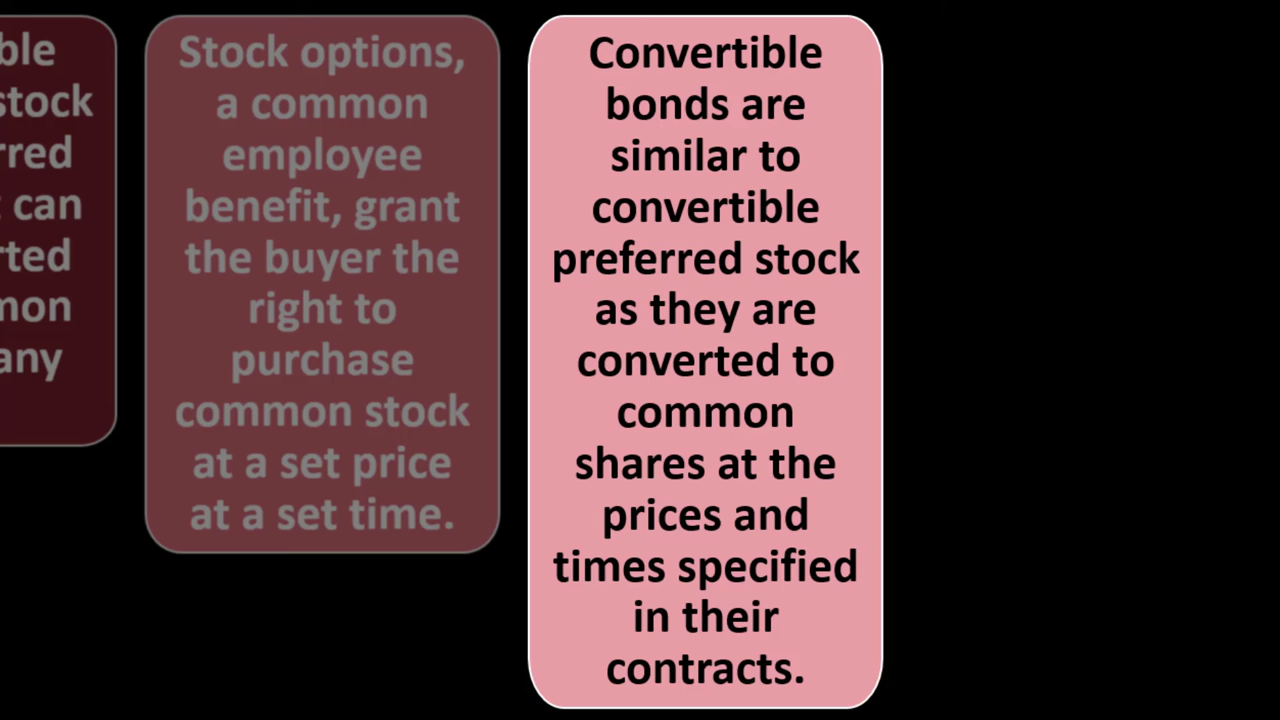 stock
can
Stock options,
a common
employee
benefit, grant
the buyer the
right to
purchase
common stock
at a set price
at a set time.
Convertible
bonds are
similar to
convertible
preferred stock
as they are
converted to
common
shares at the
prices and
times specified
in their
contracts.